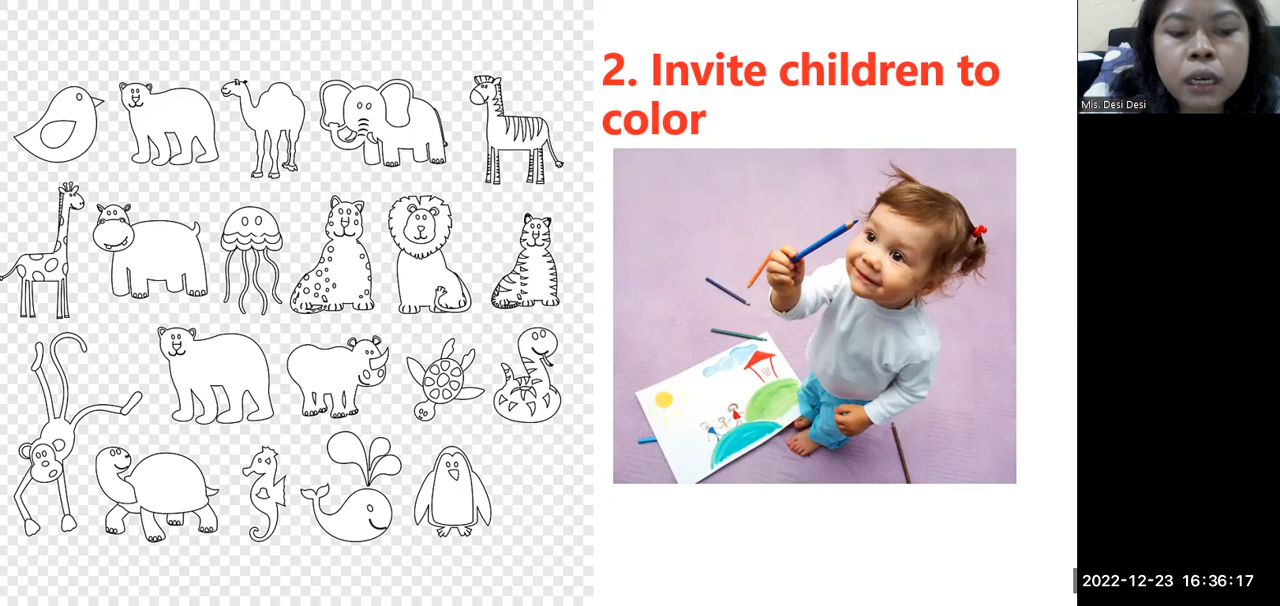 2. Invite children to
color
Mis. Desi Desi
2022-12-23 16:36:17